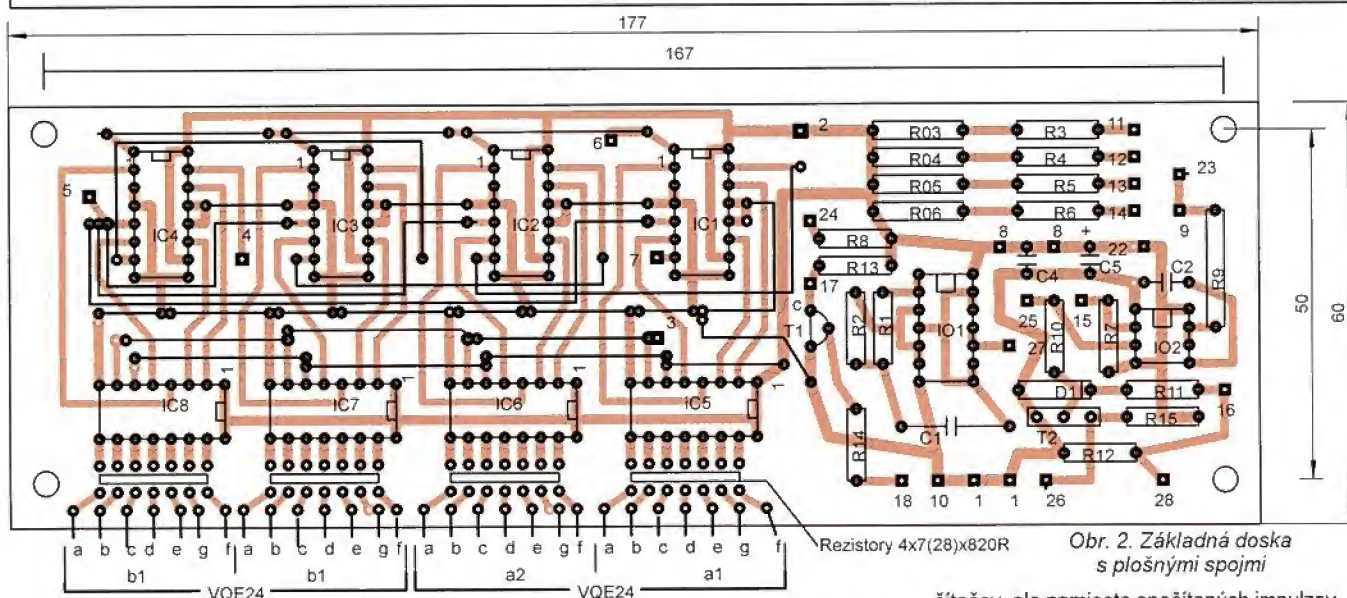 177
167
2
R03 R3 11
R04 R4 12
R05 R5 13
R06 R6 14
23
6
1 1 1 1
5
IC4 IC3 IC2 IC1
4
7
24
R8
R13
17
8 8 + 22
9
C4 C5 C2 R9
c
T1
R2 R1
IO1
25 15
27 R10 R7 IO2
50
60
3
1 1 1 1
IC8 IC7 IC6 IC5
D1 R11 16
T2 R15
R12
R14
C1
18 10 1 1 26 28
a b c d e g f a b c d e g f a b c d e g f a b c d e g f
b1 b1 a2 a1
VQE24 VQE24
Rezistory 4x7(28)x820R
Obr. 2. Základná doska
s plošnými spojmi